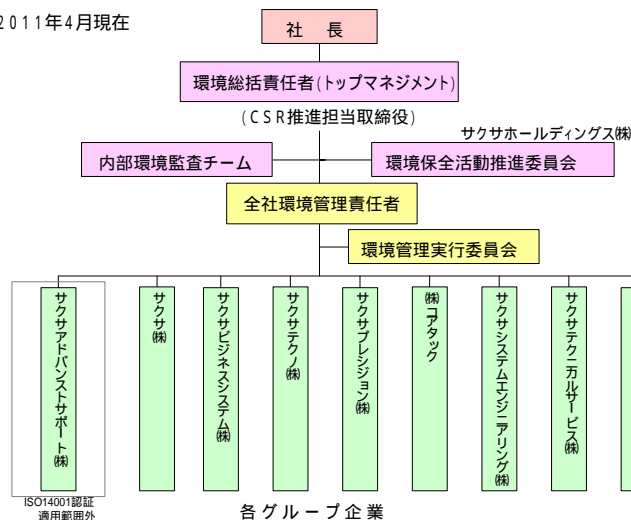 2011年4月現在
社 長
環境総括責任者(トップマネジメント)
(CSR推進担当取締役)
サクサホールディングス㈱
内部環境監査チーム
環境保全活動推進委員会
全社環境管理責任者
環境管理実行委員会
サクサアドバンストサポート㈱
サクサ㈱
サクサビジネスシステム㈱
サクサテクノ㈱
サクサプレシジョン㈱
㈱コアタック
サクサシステムエンジニアリング㈱
サクサテクニカルサービス㈱
ISO14001認証
適用範囲外
各グループ企業